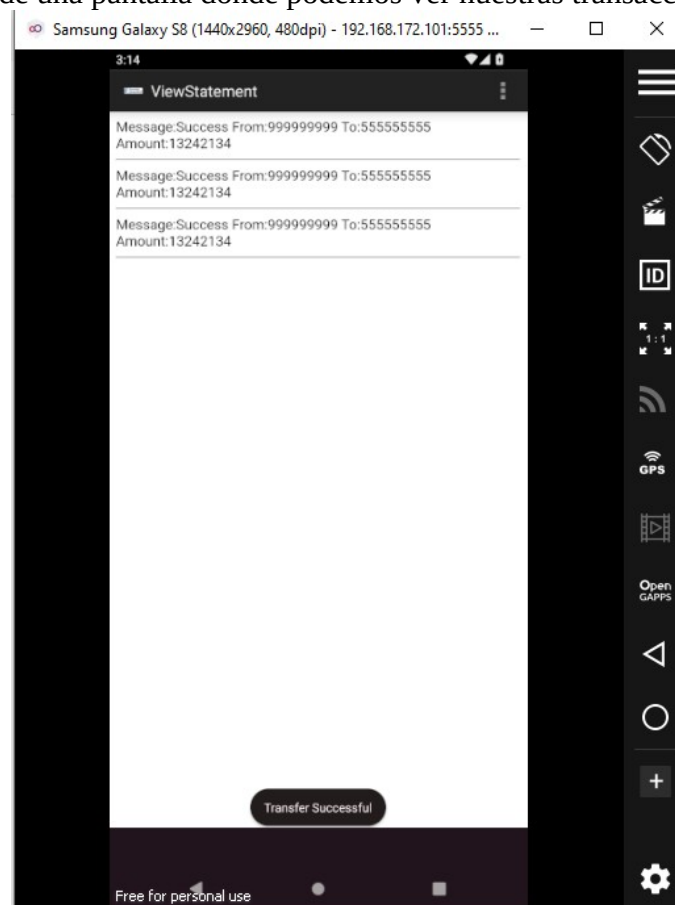 de una pantalla donde podemos ver nuestras transacc
Samsung Galaxy S8 (1440x2960, 480dpi) - 192.168.172.101:5555 ...
3:14
ViewStatement
Message:Success From:999999999 To:555555555
Amount:13242134
Message:Success From:999999999 To:555555555
Amount:13242134
Message:Success From:999999999 To:555555555
Amount:13242134
ID
1:1
GPS
Open
GAPPS
Transfer Successful
Free for personal use